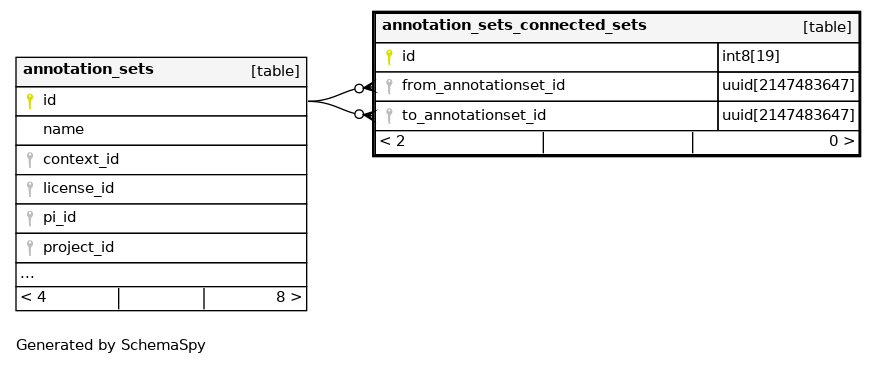 annotation_sets [table]
id
name
context_id
license_id
pi_id
project_id
...
< 4 8 >
annotation_sets_connected_sets [table]
id int8[19]
from_annotationset_id uuid[2147483647]
to_annotationset_id uuid[2147483647]
< 2 0 >
Generated by SchemaSpy